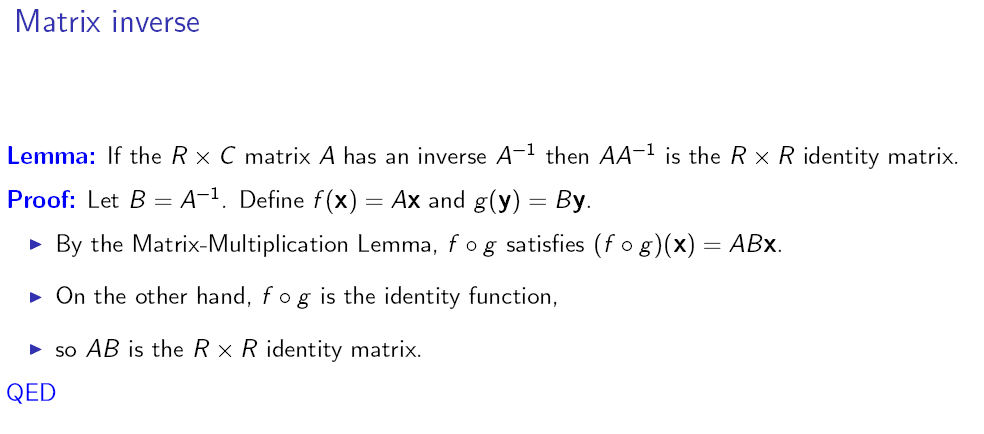 Matrix inverse
Lemma: If the R × C matrix A has an inverse A⁻¹ then AA⁻¹ is the R × R identity matrix.
Proof: Let B = A⁻¹. Define f(x) = Ax and g(y) = By.
▶ By the Matrix-Multiplication Lemma, f ∘ g satisfies (f ∘ g)(x) = ABx.
▶ On the other hand, f ∘ g is the identity function,
▶ so AB is the R × R identity matrix.
QED